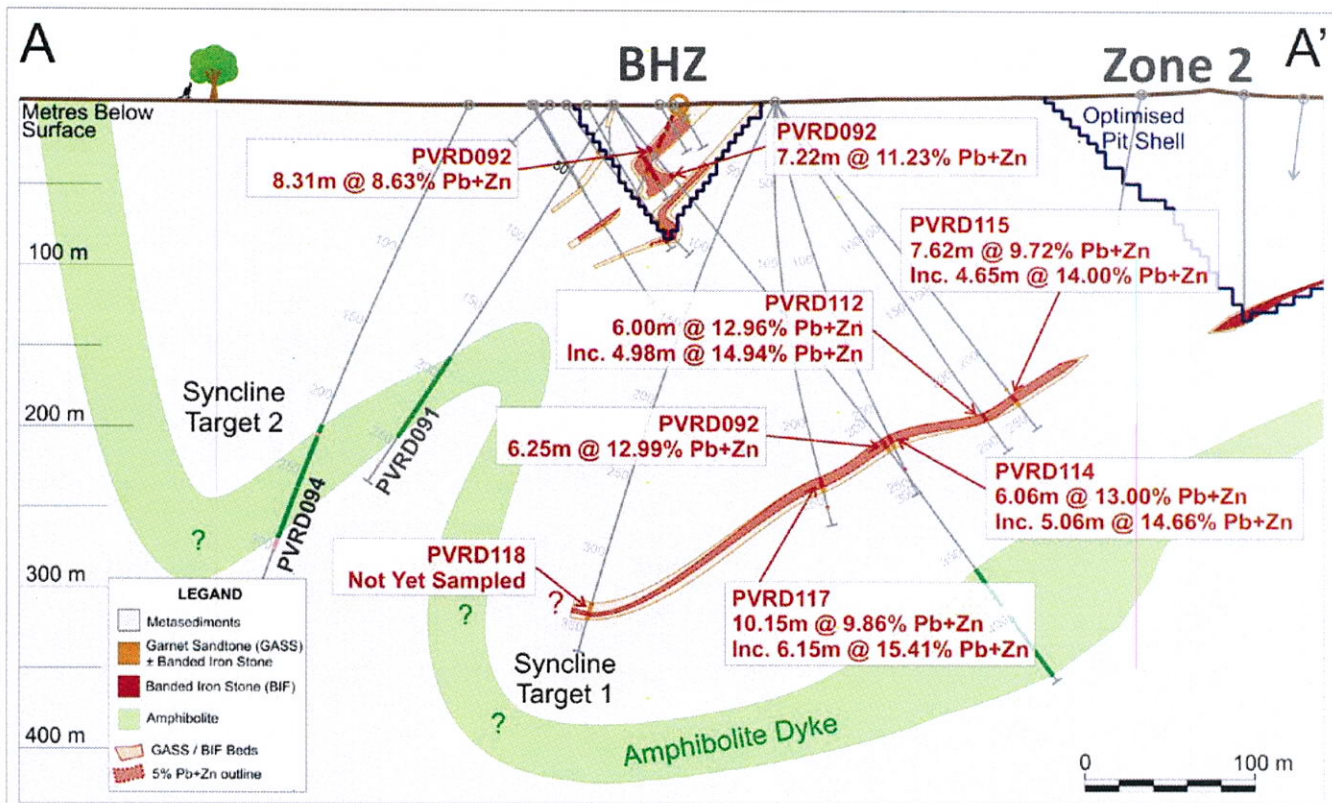 A
BHZ
Zone 2
A'
Metres Below
Surface
Optimised
Pit Shell
PVRD092
8.31m @ 8.63% Pb+Zn
PVRD092
7.22m @ 11.23% Pb+Zn
PVRD115
7.62m @ 9.72% Pb+Zn
Inc. 4.65m @ 14.00% Pb+Zn
100 m
PVRD112
6.00m @ 12.96% Pb+Zn
Inc. 4.98m @ 14.94% Pb+Zn
Syncline
Target 2
200 m
PVRD091
PVRD094
PVRD092
6.25m @ 12.99% Pb+Zn
PVRD114
6.06m @ 13.00% Pb+Zn
Inc. 5.06m @ 14.66% Pb+Zn
?
PVRD118
Not Yet Sampled
300 m
?
?
PVRD117
10.15m @ 9.86% Pb+Zn
Inc. 6.15m @ 15.41% Pb+Zn
Syncline
Target 1
?
Amphibolite Dyke
400 m
LEGAND
Metasediments
Garnet Sandtone (GASS)
± Banded Iron Stone
Banded Iron Stone (BIF)
Amphibolite
GASS / BIF Beds
5% Pb+Zn outline
0 100 m